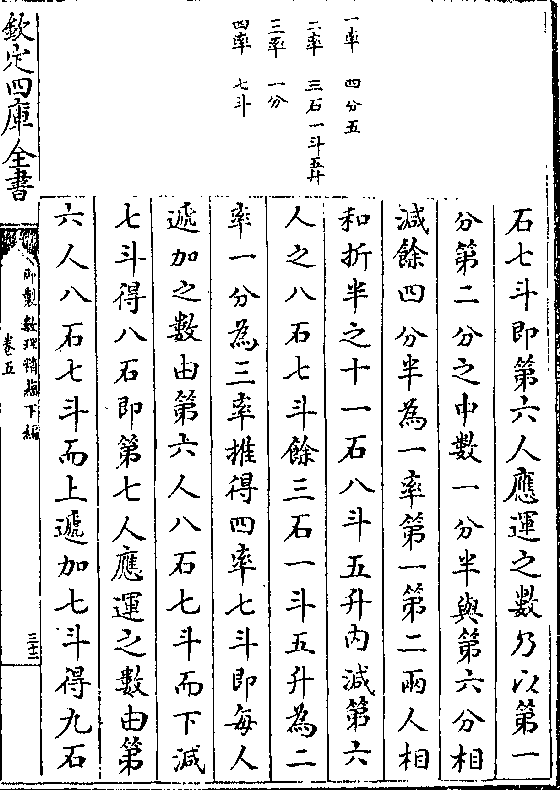 石七斗即第六人應運之數乃以第一
分第二分之中數一分半與第六分相
減餘四分半為一率第一第二兩人相
和折半之十一石八斗五升内減第六
人之八石七斗餘三石一斗五升為二
率一分為三率推得四率七斗即每人
遞加之數由第六人八石七斗而下減
七斗得八石即第七人應運之數由第
六人八石七斗而上遞加七斗得九石
一率 四分五
二率 三石一斗五升
三率 一分
四率 七斗
欽定四庫全書
御製數理精蘊下編
卷五
三十二